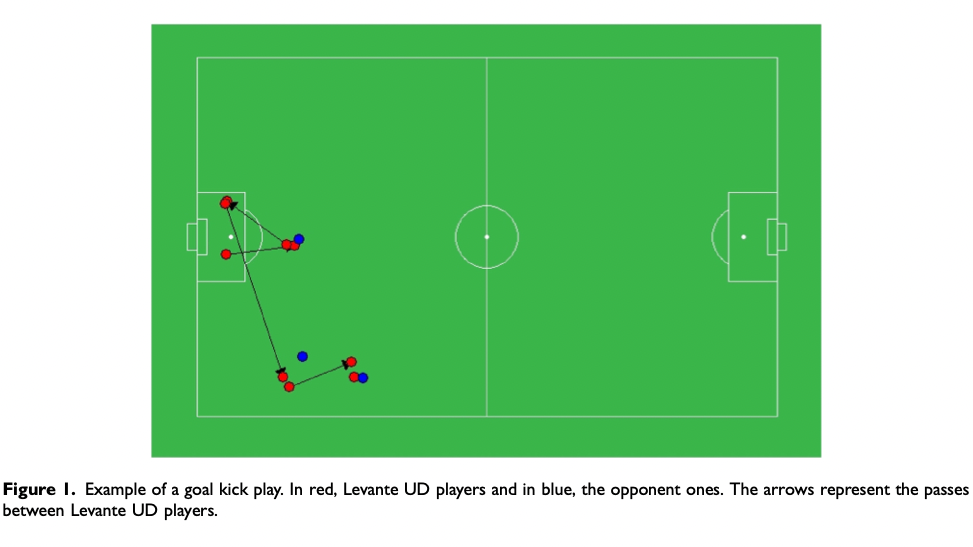 Figure 1. Example of a goal kick play. In red, Levante UD players and in blue, the opponent ones. The arrows represent the passes
between Levante UD players.